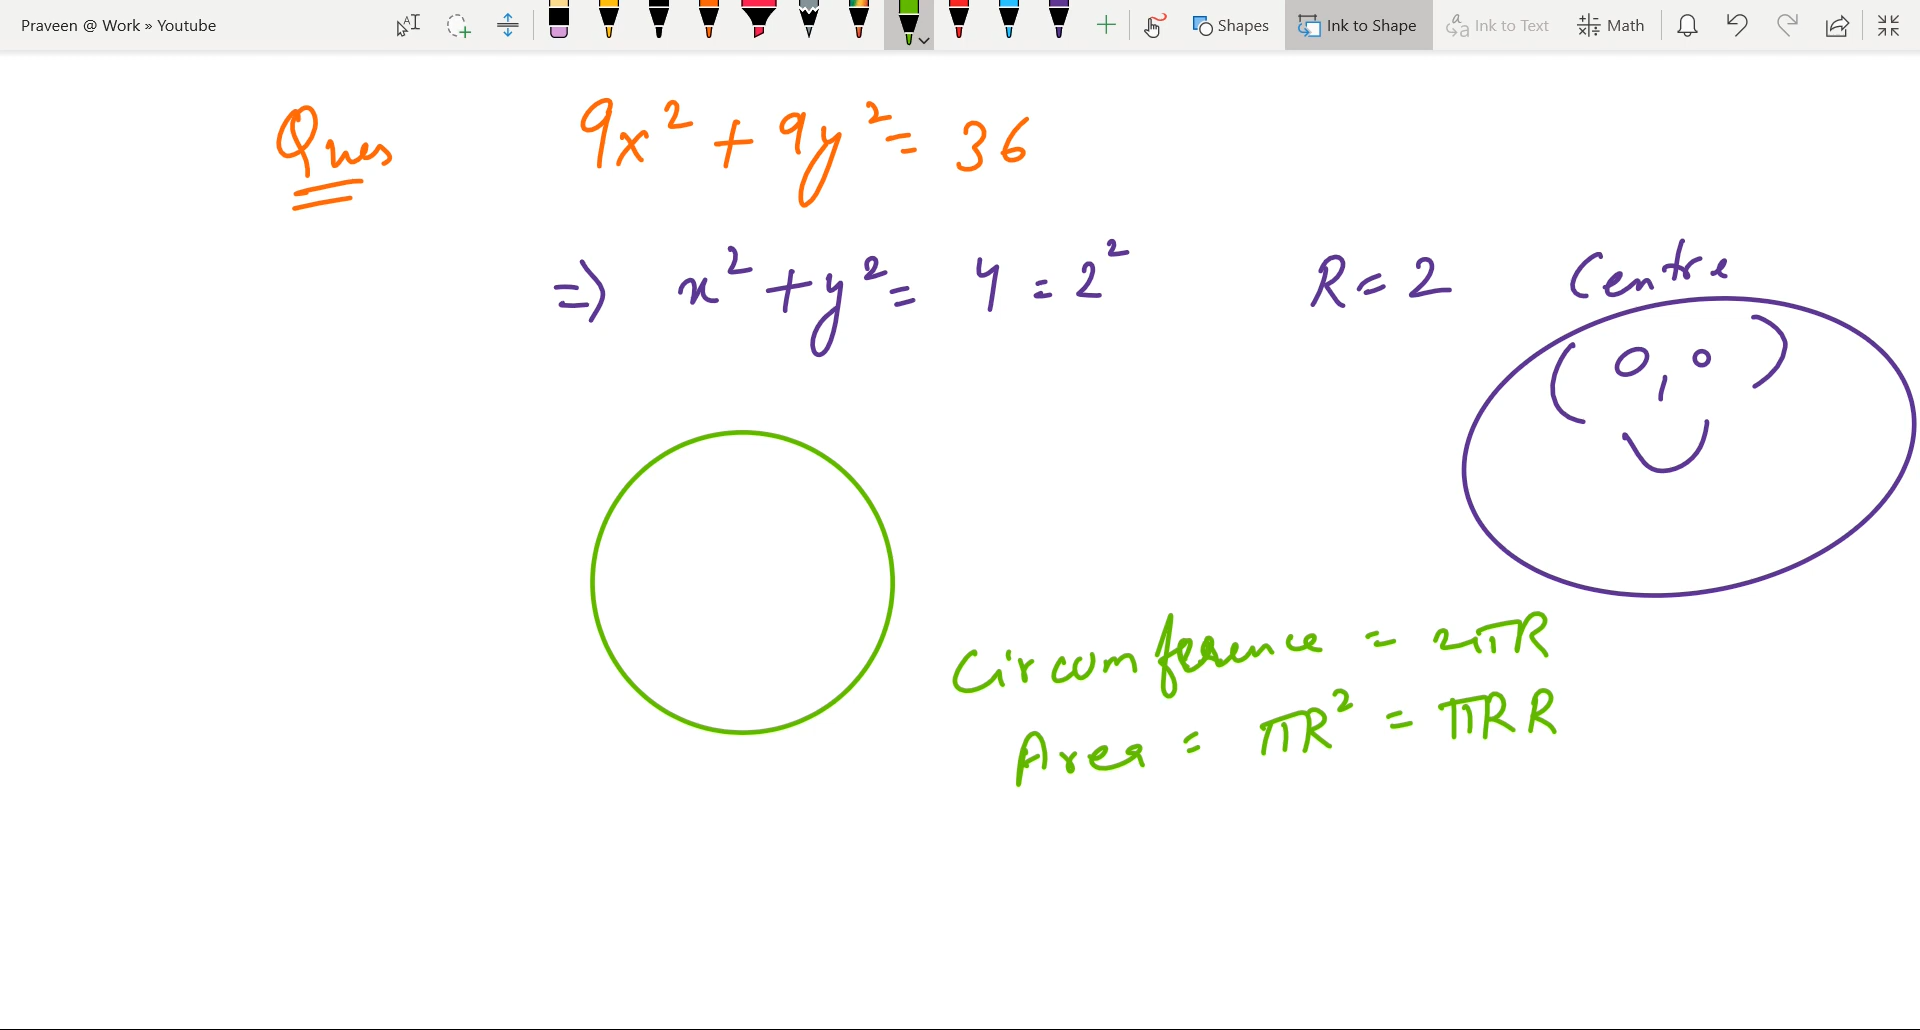 Praveen @ Work » Youtube Shapes Ink to Shape Ink to Text Math
Ques 9x² + 9y² = 36
=> x² + y² = 4 = 2² R = 2 Centre
(0,0)
Circumference = 2πR
Area = πR² = πRR